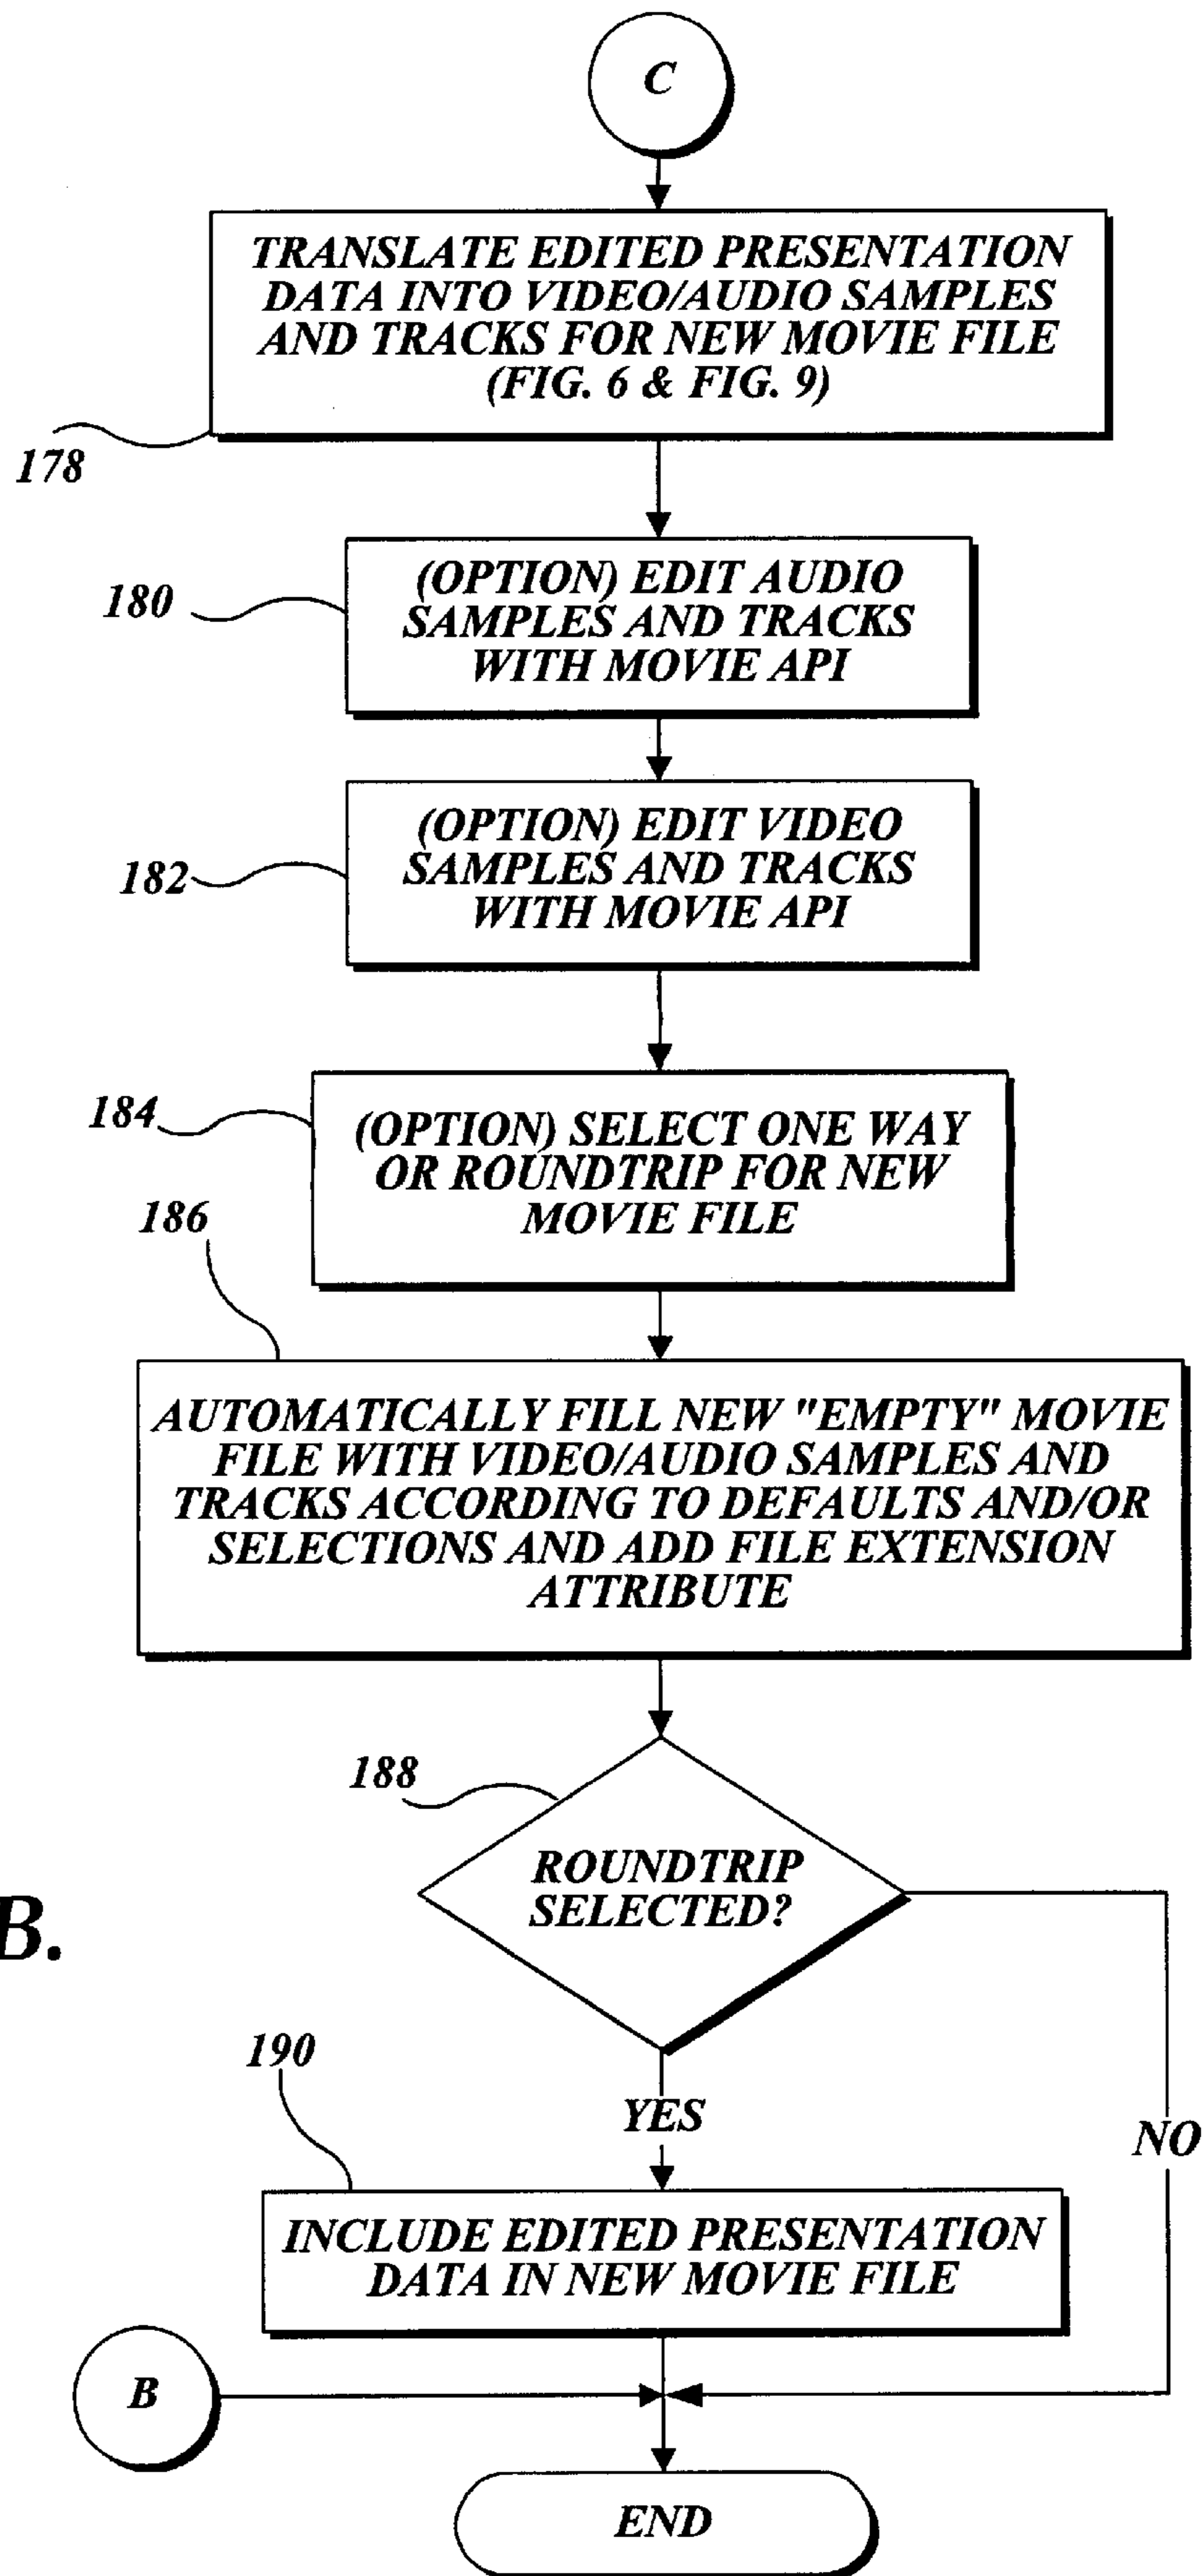 C
TRANSLATE EDITED PRESENTATION
DATA INTO VIDEO/AUDIO SAMPLES
AND TRACKS FOR NEW MOVIE FILE
(FIG. 6 & FIG. 9)
178
180
(OPTION) EDIT AUDIO
SAMPLES AND TRACKS
WITH MOVIE API
182
(OPTION) EDIT VIDEO
SAMPLES AND TRACKS
WITH MOVIE API
184
(OPTION) SELECT ONE WAY
OR ROUNDTRIP FOR NEW
MOVIE FILE
186
AUTOMATICALLY FILL NEW "EMPTY" MOVIE
FILE WITH VIDEO/AUDIO SAMPLES AND
TRACKS ACCORDING TO DEFAULTS AND/OR
SELECTIONS AND ADD FILE EXTENSION
ATTRIBUTE
188
ROUNDTRIP
SELECTED?
B.
190
YES
NO
INCLUDE EDITED PRESENTATION
DATA IN NEW MOVIE FILE
B
END